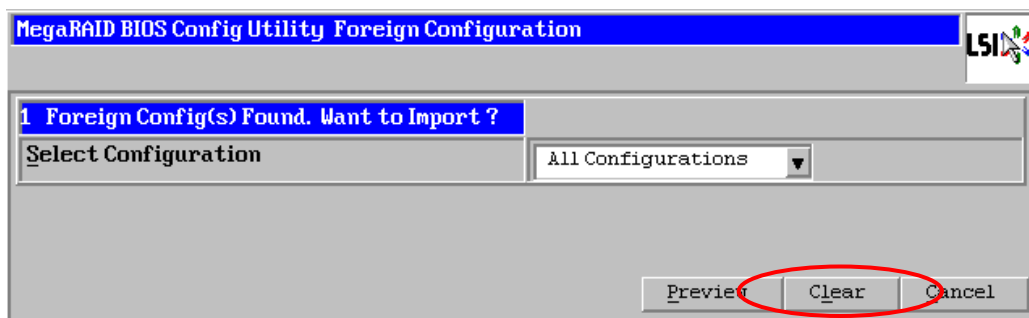 MegaRAID BIOS Config Utility Foreign Configuration
LSI
1 Foreign Config(s) Found. Want to Import ?
Select Configuration
All Configurations
Preview Clear Cancel